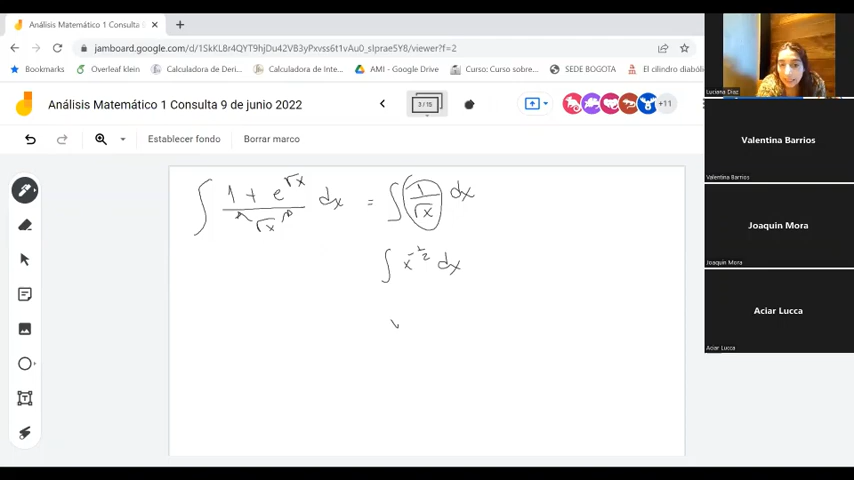 Análisis Matemático 1 Consulta
jamboard.google.com/d/1SkKL8r4QYT9hjDu42VB3yPxvss6t1vAu0_slprae5Y8/viewer?f=2
Bookmarks Overleaf klein Calculadora de Deri... Calculadora de Inte... AMI - Google Drive Curso: Curso sobre... SEDE BOGOTA El cilindro diabóli
Análisis Matemático 1 Consulta 9 de junio 2022
3 / 15
+11
Establecer fondo Borrar marco
∫ (1 + e^√x)/√x dx = ∫ (1/√x) dx
∫ x^(-1/2) dx
Luciana Diaz
Valentina Barrios
Valentina Barrios
Joaquin Mora
Joaquin Mora
Aciar Lucca
Aciar Lucca